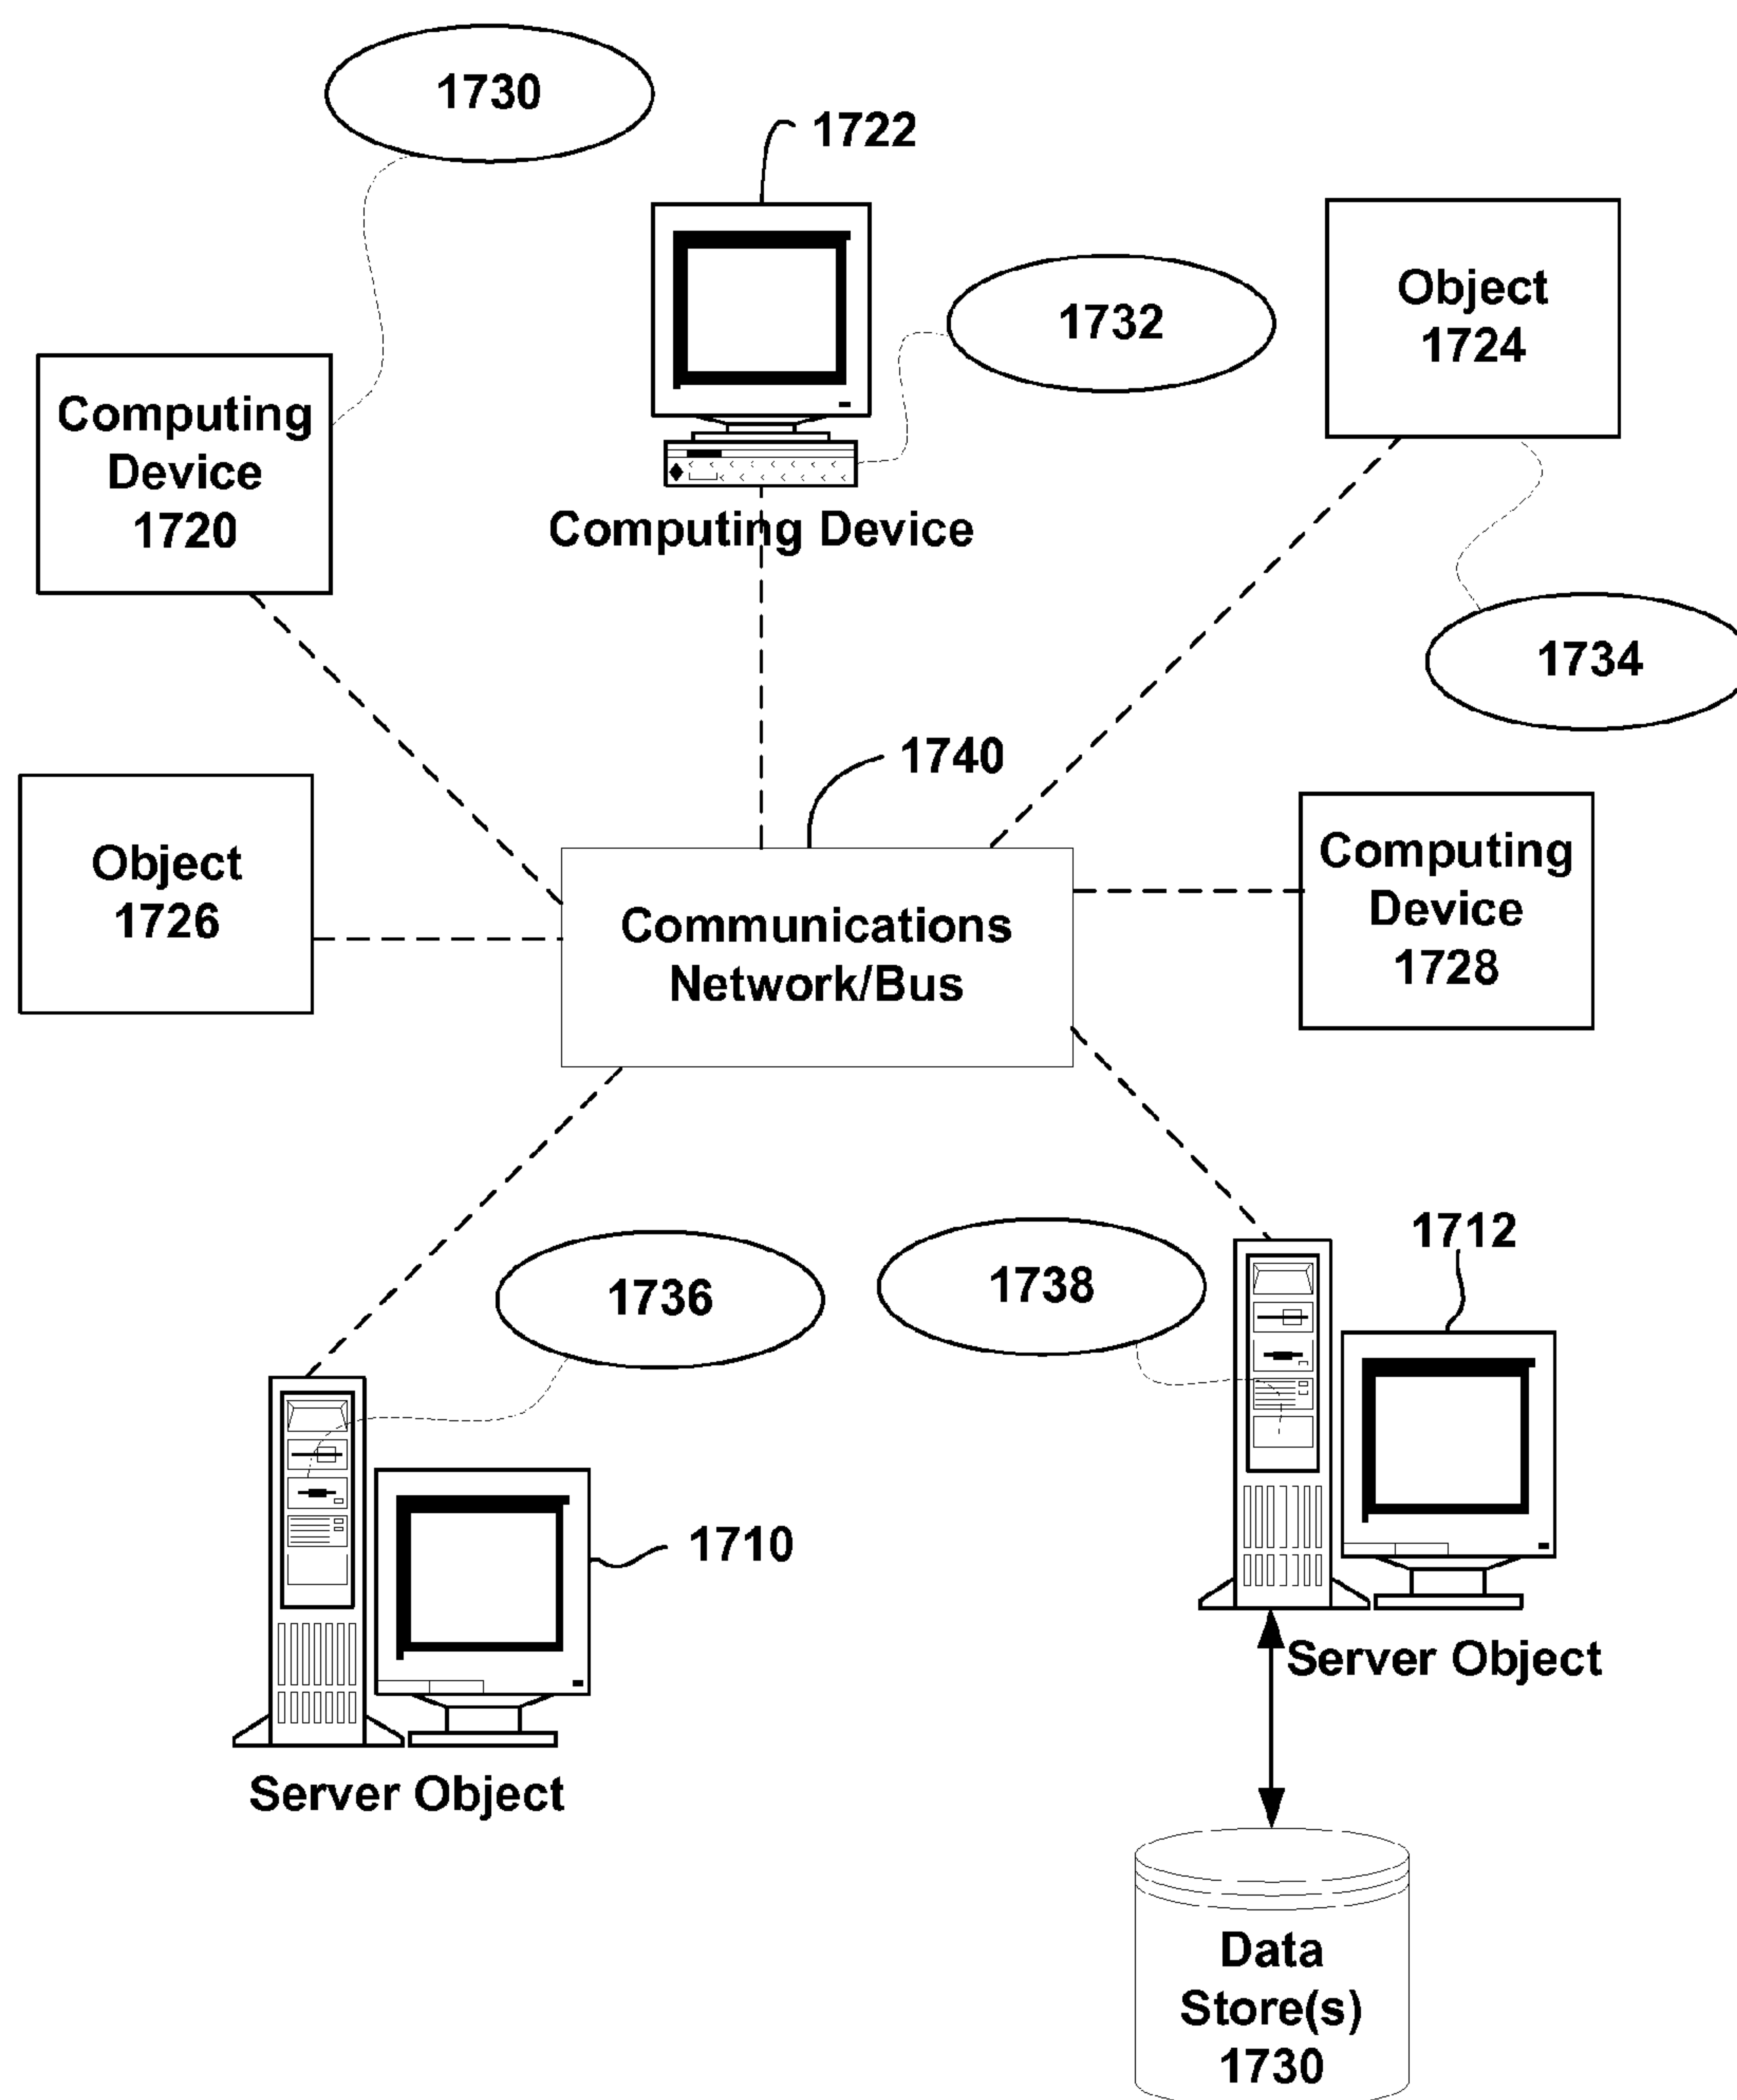 1730
1722
Object
1724
1732
Computing
Device
1720
Computing Device
1734
1740
Object
1726
Computing
Device
1728
Communications
Network/Bus
1712
1736
1738
1710
Server Object
Server Object
Data
Store(s)
1730